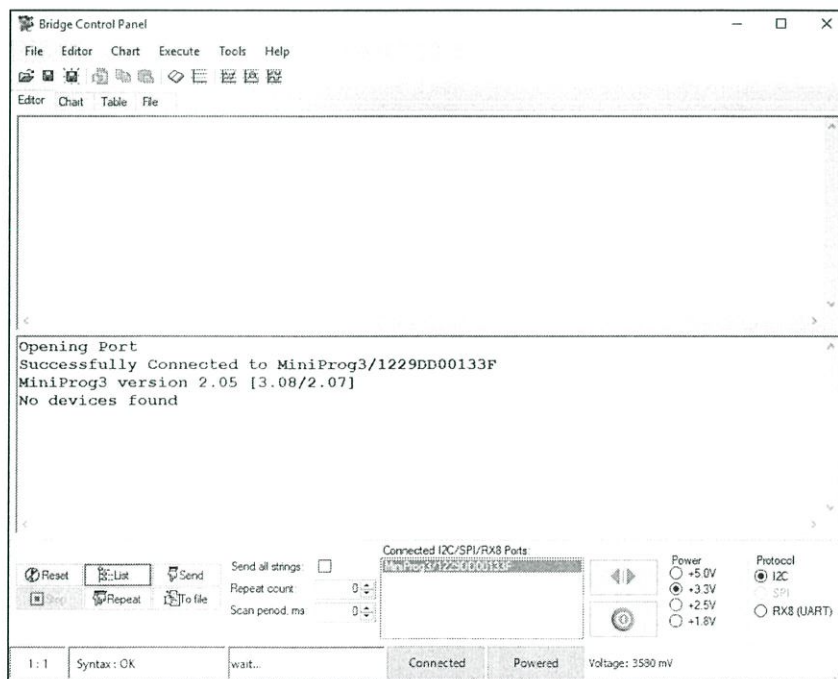 Bridge Control Panel
File Editor Chart Execute Tools Help
Editor Chart Table File
Opening Port
Successfully Connected to MiniProg3/1229DD00133F
MiniProg3 version 2.05 [3.08/2.07]
No devices found
Connected I2C/SPI/RX8 Ports:
MiniProg3/1229DD00133F
Reset List Send
Stop Repeat To file
Send all strings:
Repeat count: 0
Scan period, ms: 0
Power
+5.0V
+3.3V
+2.5V
+1.8V
Protocol
I2C
SPI
RX8 (UART)
1 : 1 Syntax : OK wait... Connected Powered Voltage: 3580 mV